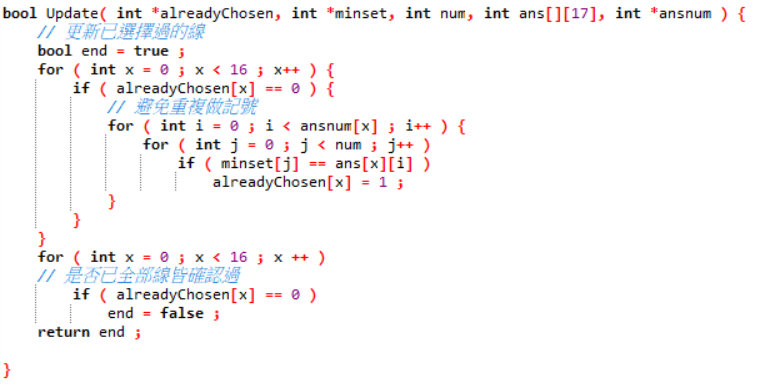 bool Update( int *alreadyChosen, int *minset, int num, int ans[][17], int *ansnum ) {
// 更新已選擇過的線
bool end = true ;
for ( int x = 0 ; x < 16 ; x++ ) {
if ( alreadyChosen[x] == 0 ) {
// 避免重複做記號
for ( int i = 0 ; i < ansnum[x] ; i++ ) {
for ( int j = 0 ; j < num ; j++ )
if ( minset[j] == ans[x][i] )
alreadyChosen[x] = 1 ;
}
}
}
for ( int x = 0 ; x < 16 ; x ++ )
// 是否已全部線皆確認過
if ( alreadyChosen[x] == 0 )
end = false ;
return end ;
}